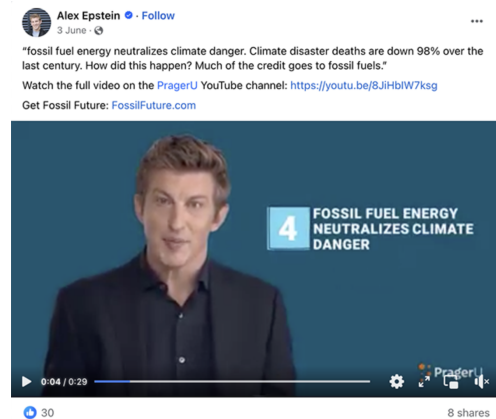 Alex Epstein · Follow
3 June ·
“fossil fuel energy neutralizes climate danger. Climate disaster deaths are down 98% over the
last century. How did this happen? Much of the credit goes to fossil fuels.”
Watch the full video on the PragerU YouTube channel: https://youtu.be/8JiHbIW7ksg
Get Fossil Future: FossilFuture.com
4 FOSSIL FUEL ENERGY
NEUTRALIZES CLIMATE
DANGER
PragerU
0:04 / 0:29
30
8 shares